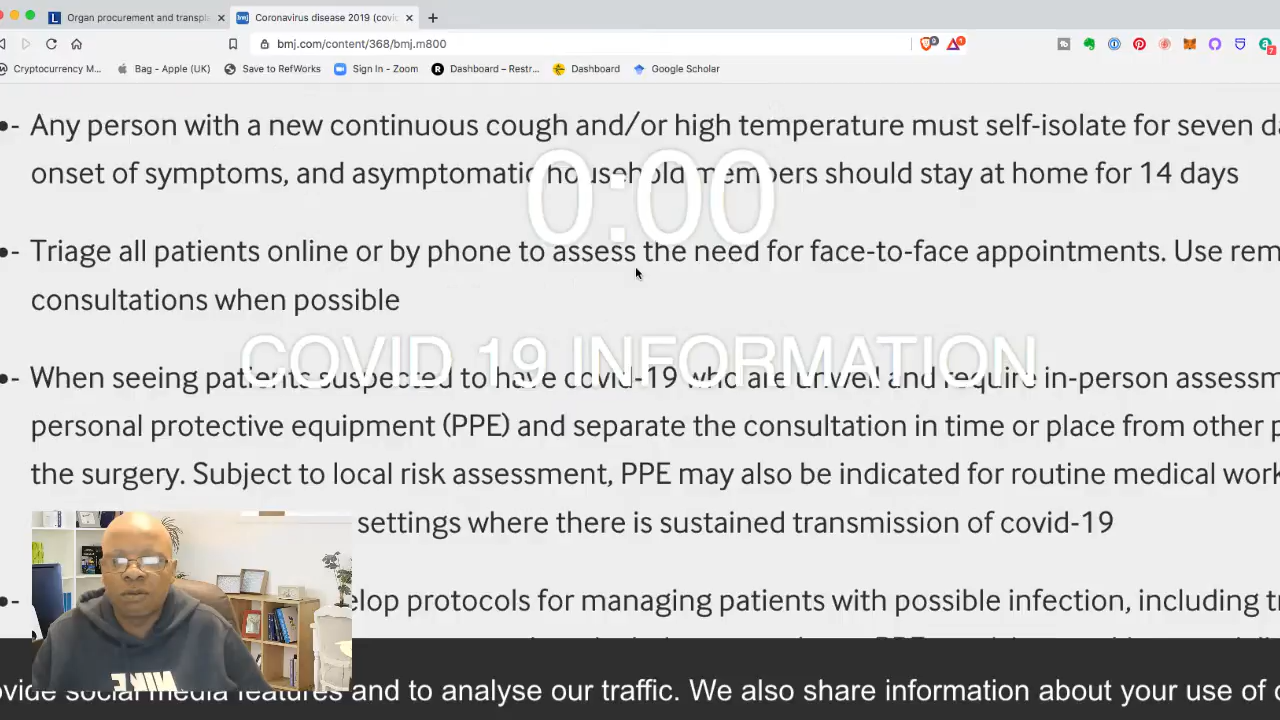 Organ procurement and transpl
Coronavirus disease 2019 (covid
bmj.com/content/368/bmj.m800
Cryptocurrency M...
Bag - Apple (UK)
Save to RefWorks
Sign In - Zoom
Dashboard – Restr...
Dashboard
Google Scholar
- Any person with a new continuous cough and/or high temperature must self-isolate for seven da
onset of symptoms, and asymptomatic household members should stay at home for 14 days
0:00
- Triage all patients online or by phone to assess the need for face-to-face appointments. Use rem
consultations when possible
COVID 19 INFORMATION
- When seeing patients suspected to have covid-19 who are unwell and require in-person assessm
personal protective equipment (PPE) and separate the consultation in time or place from other p
the surgery. Subject to local risk assessment, PPE may also be indicated for routine medical work
settings where there is sustained transmission of covid-19
elop protocols for managing patients with possible infection, including tr
NIKE
ovide social media features and to analyse our traffic. We also share information about your use of o